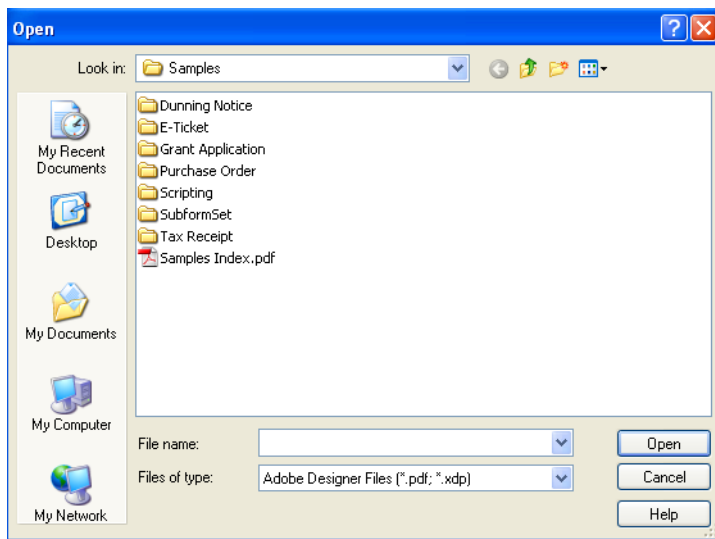 Open
Look in: Samples
My Recent
Documents
Desktop
My Documents
My Computer
My Network
Dunning Notice
E-Ticket
Grant Application
Purchase Order
Scripting
SubformSet
Tax Receipt
Samples Index.pdf
File name: Open
Files of type: Adobe Designer Files (*.pdf; *.xdp) Cancel
Help